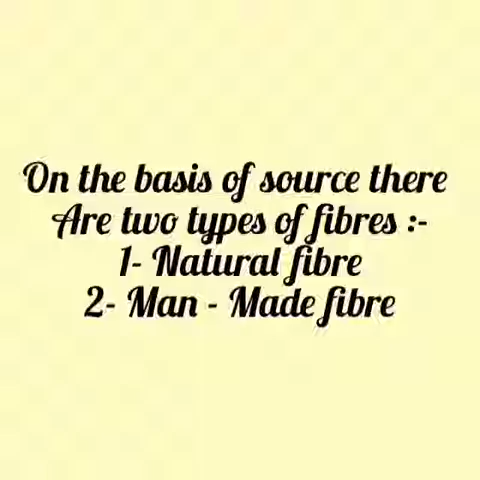 On the basis of source there
Are two types of fibres :-
1- Natural fibre
2- Man - Made fibre